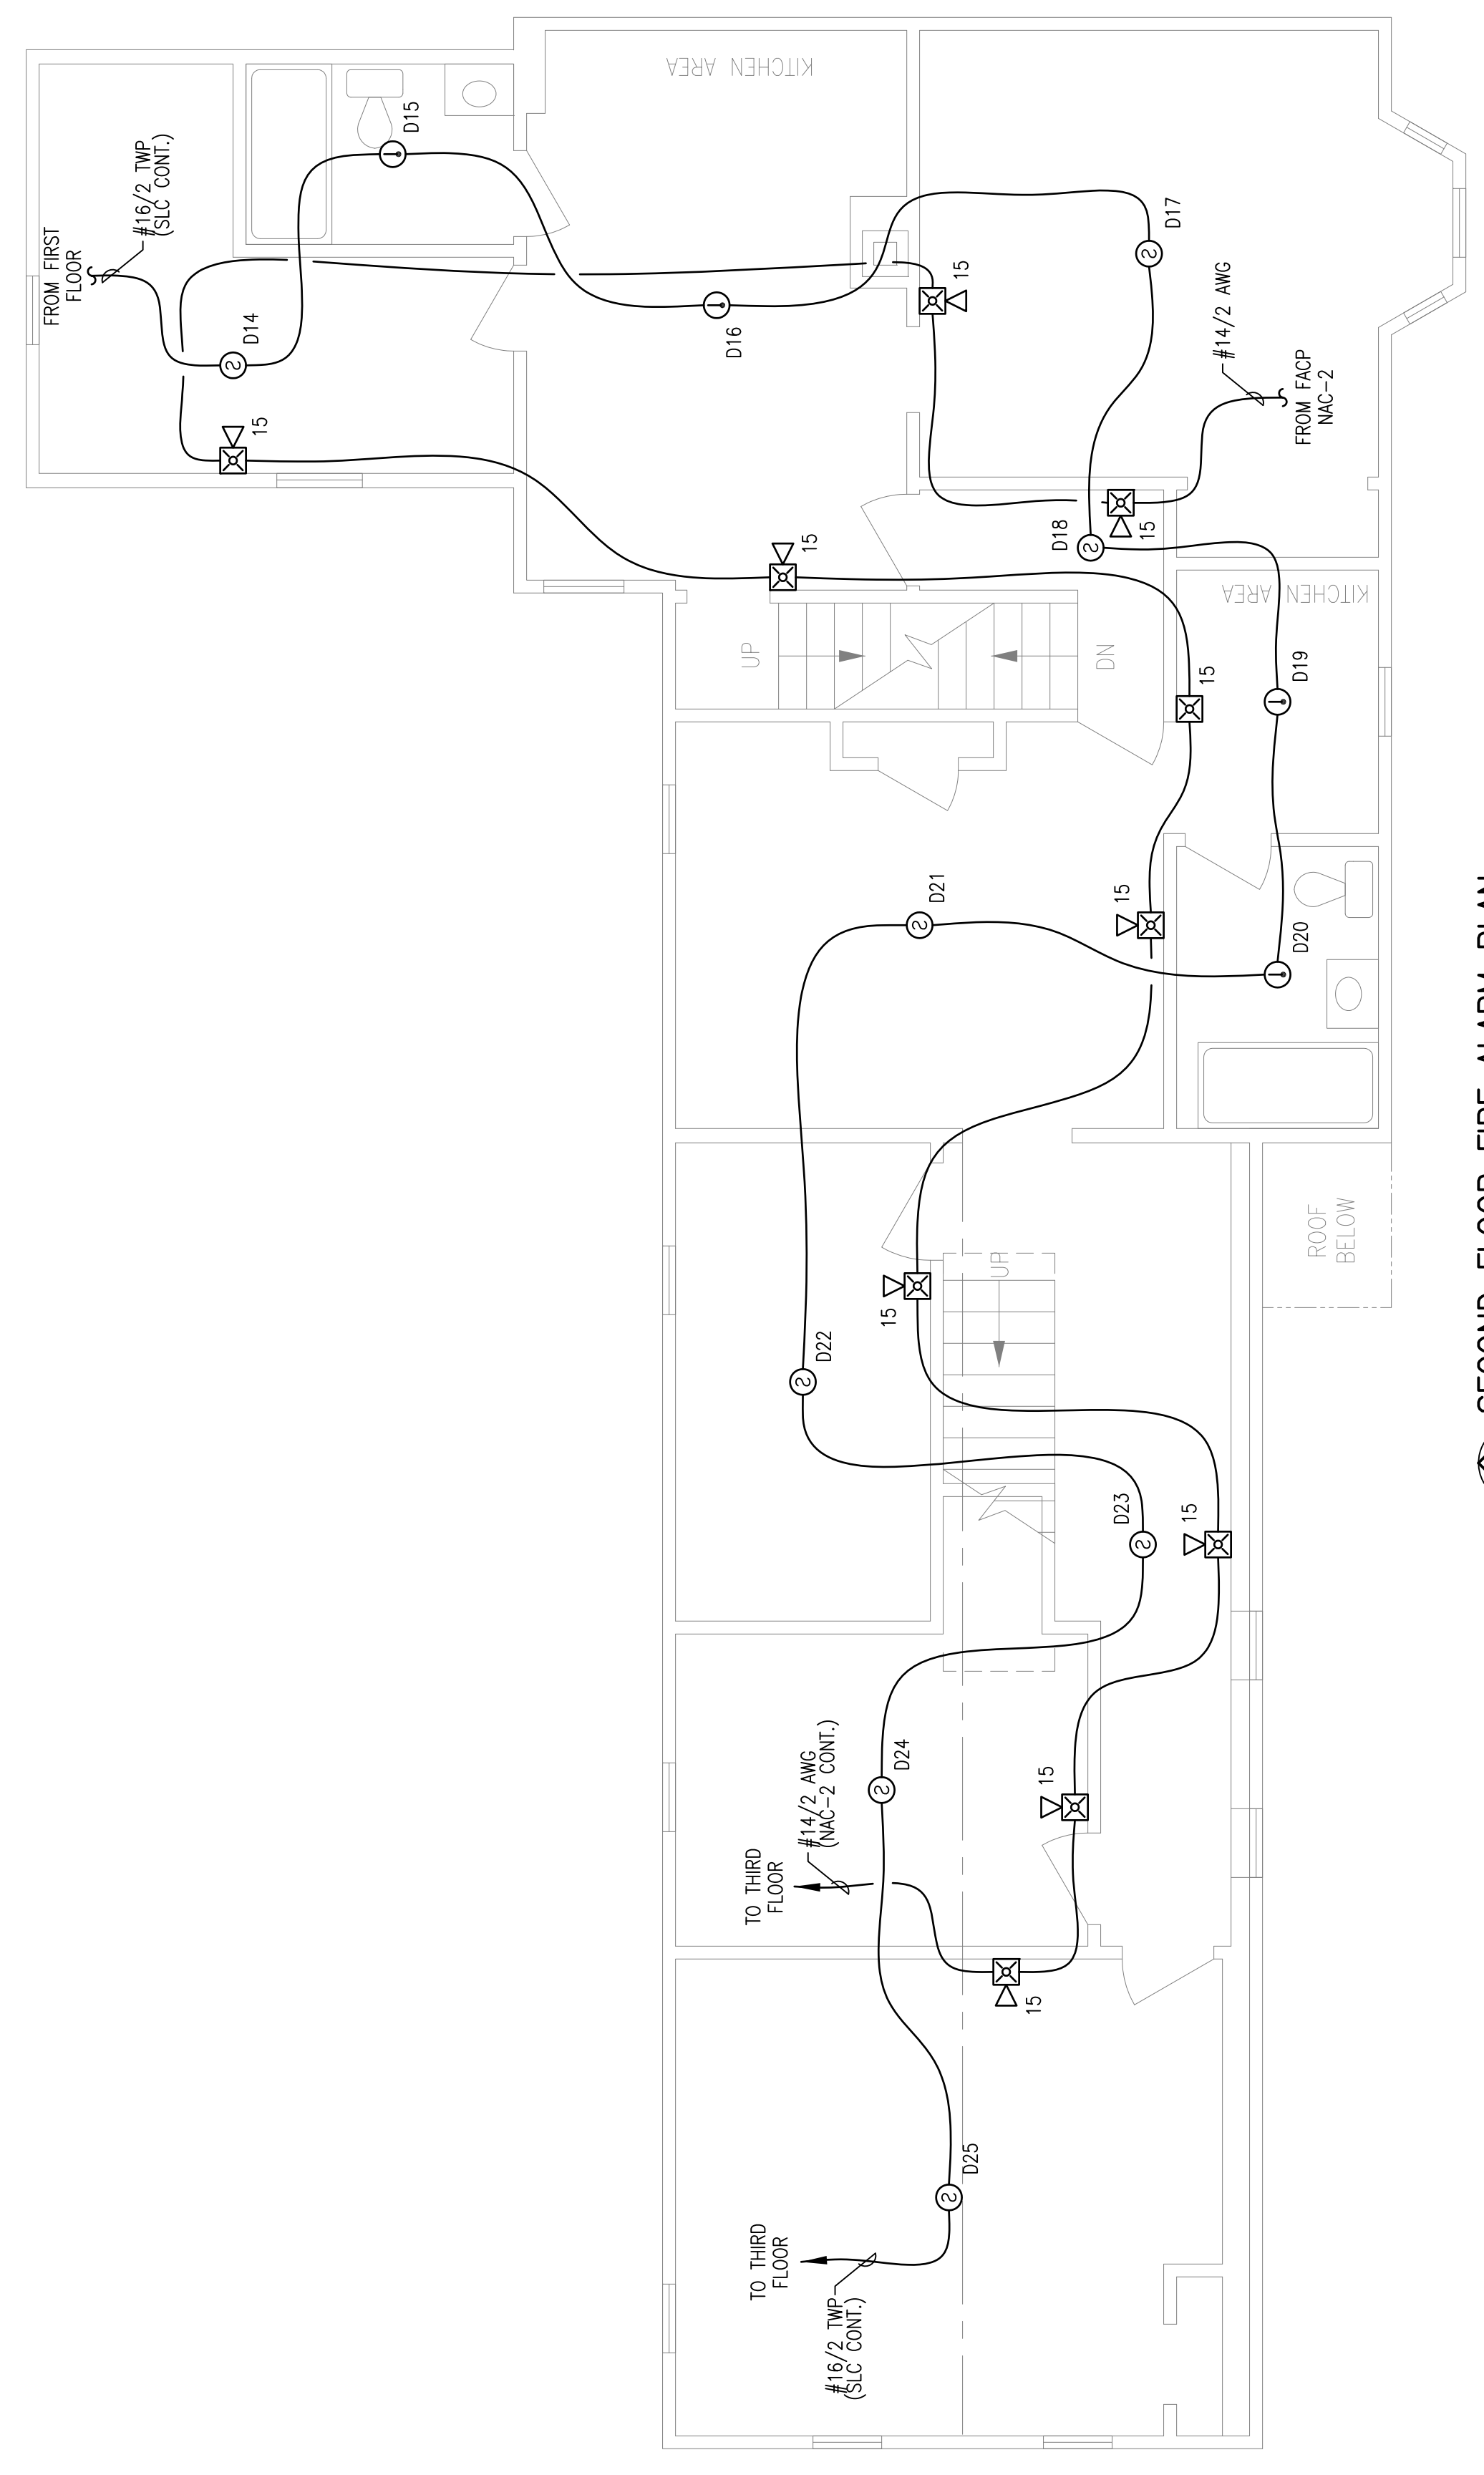 FROM FIRST
FLOOR
#16/2 TWP
(SLC CONT.)
D15
KITCHEN AREA
D14
15
D16
15
D17
#14/2 AWG
FROM FACP
NAC-2
D18
15
15
UP
DN
KITCHEN AREA
15
D19
D21
15
D20
D22
15
UP
ROOF
BELOW
D23
15
D24
15
#14/2 AWG
(NAC-2 CONT.)
TO THIRD
FLOOR
15
D25
TO THIRD
FLOOR
#16/2 TWP
(SLC CONT.)
SECOND FLOOR FIRE ALARM PLAN